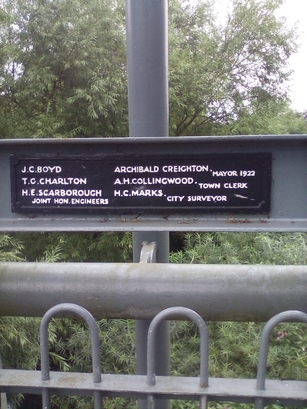 J.C.BOYD ARCHIBALD CREIGHTON. MAYOR 1922
T.G.CHARLTON A.H.COLLINGWOOD. TOWN CLERK
H.E.SCARBOROUGH H.C.MARKS. CITY SURVEYOR
JOINT HON. ENGINEERS